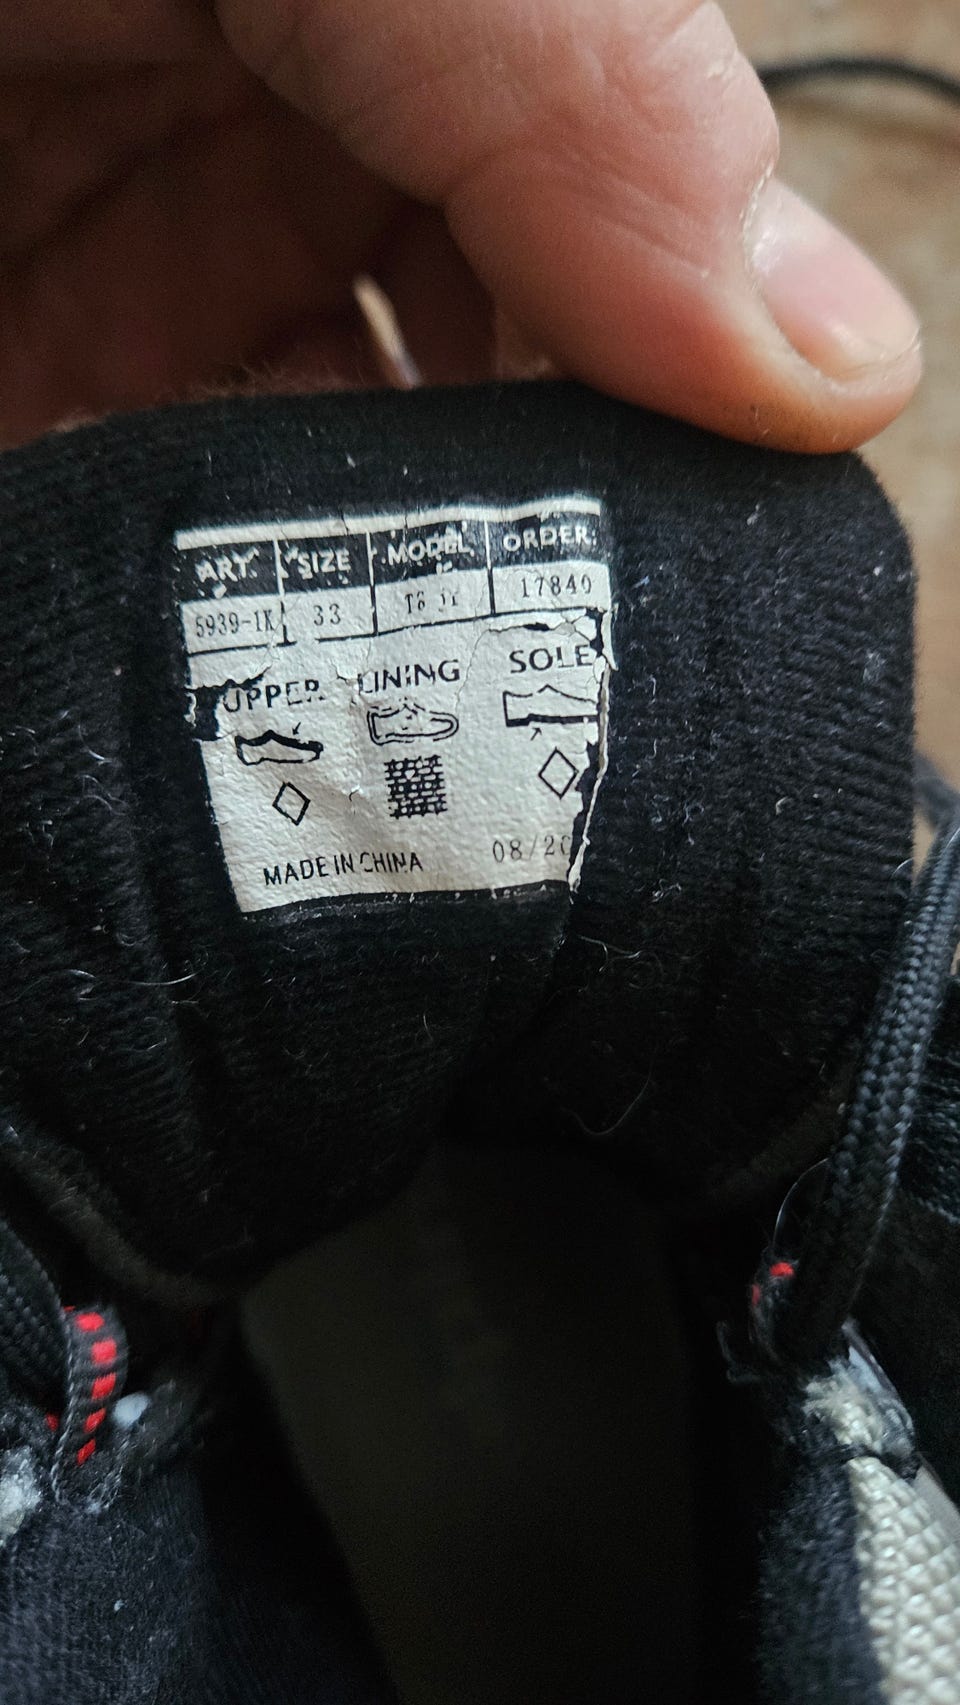 ART. SIZE MODEL ORDER:
5939-1K 33 17840
UPPER LINING SOLE
MADE IN CHINA 08/20